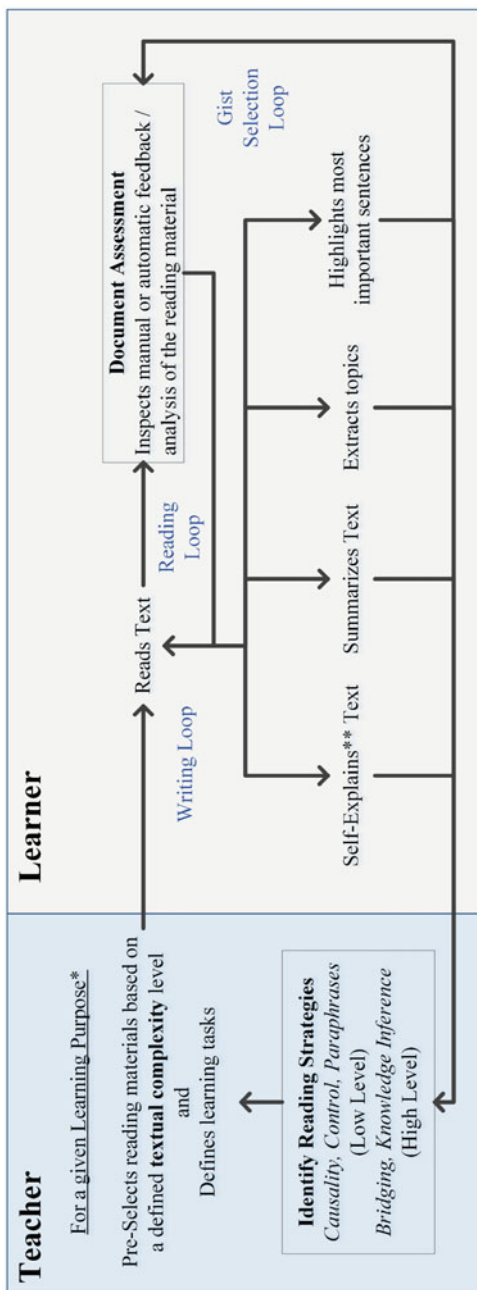 Teacher
For a given Learning Purpose*
Pre-Selects reading materials based on
a defined textual complexity level
and
Defines learning tasks
Identify Reading Strategies
Causality, Control, Paraphrases
(Low Level)
Bridging, Knowledge Inference
(High Level)
Learner
Reads Text
Writing Loop
Reading
Loop
Document Assessment
Inspects manual or automatic feedback /
analysis of the reading material
Gist
Selection
Loop
Self-Explains** Text
Summarizes Text
Extracts topics
Highlights most
important sentences